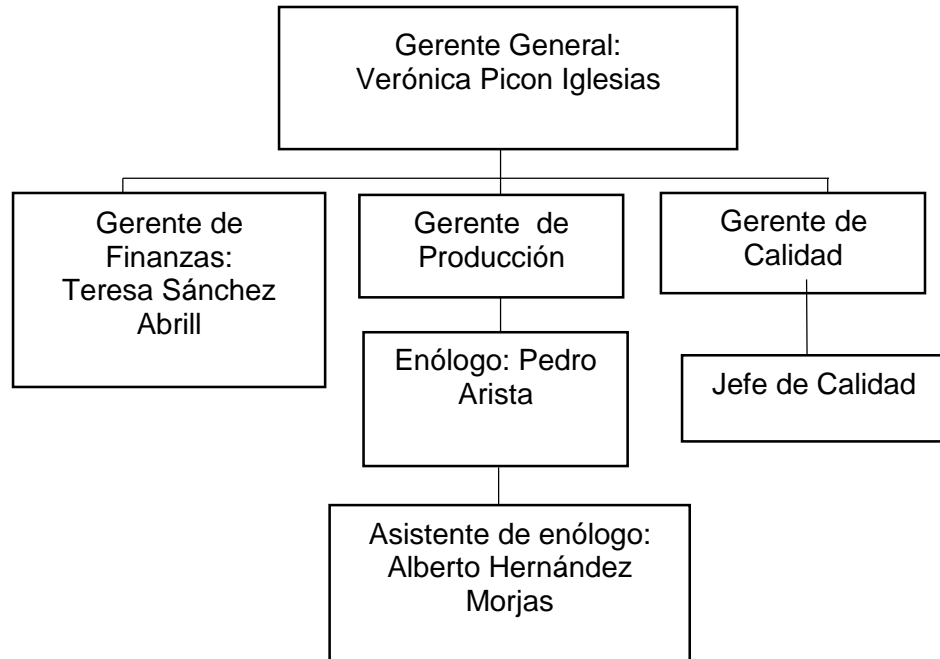 Gerente General:
Verónica Picon Iglesias
Gerente de
Finanzas:
Teresa Sánchez
Abrill
Gerente de
Producción
Gerente de
Calidad
Enólogo: Pedro
Arista
Jefe de Calidad
Asistente de enólogo:
Alberto Hernández
Morjas